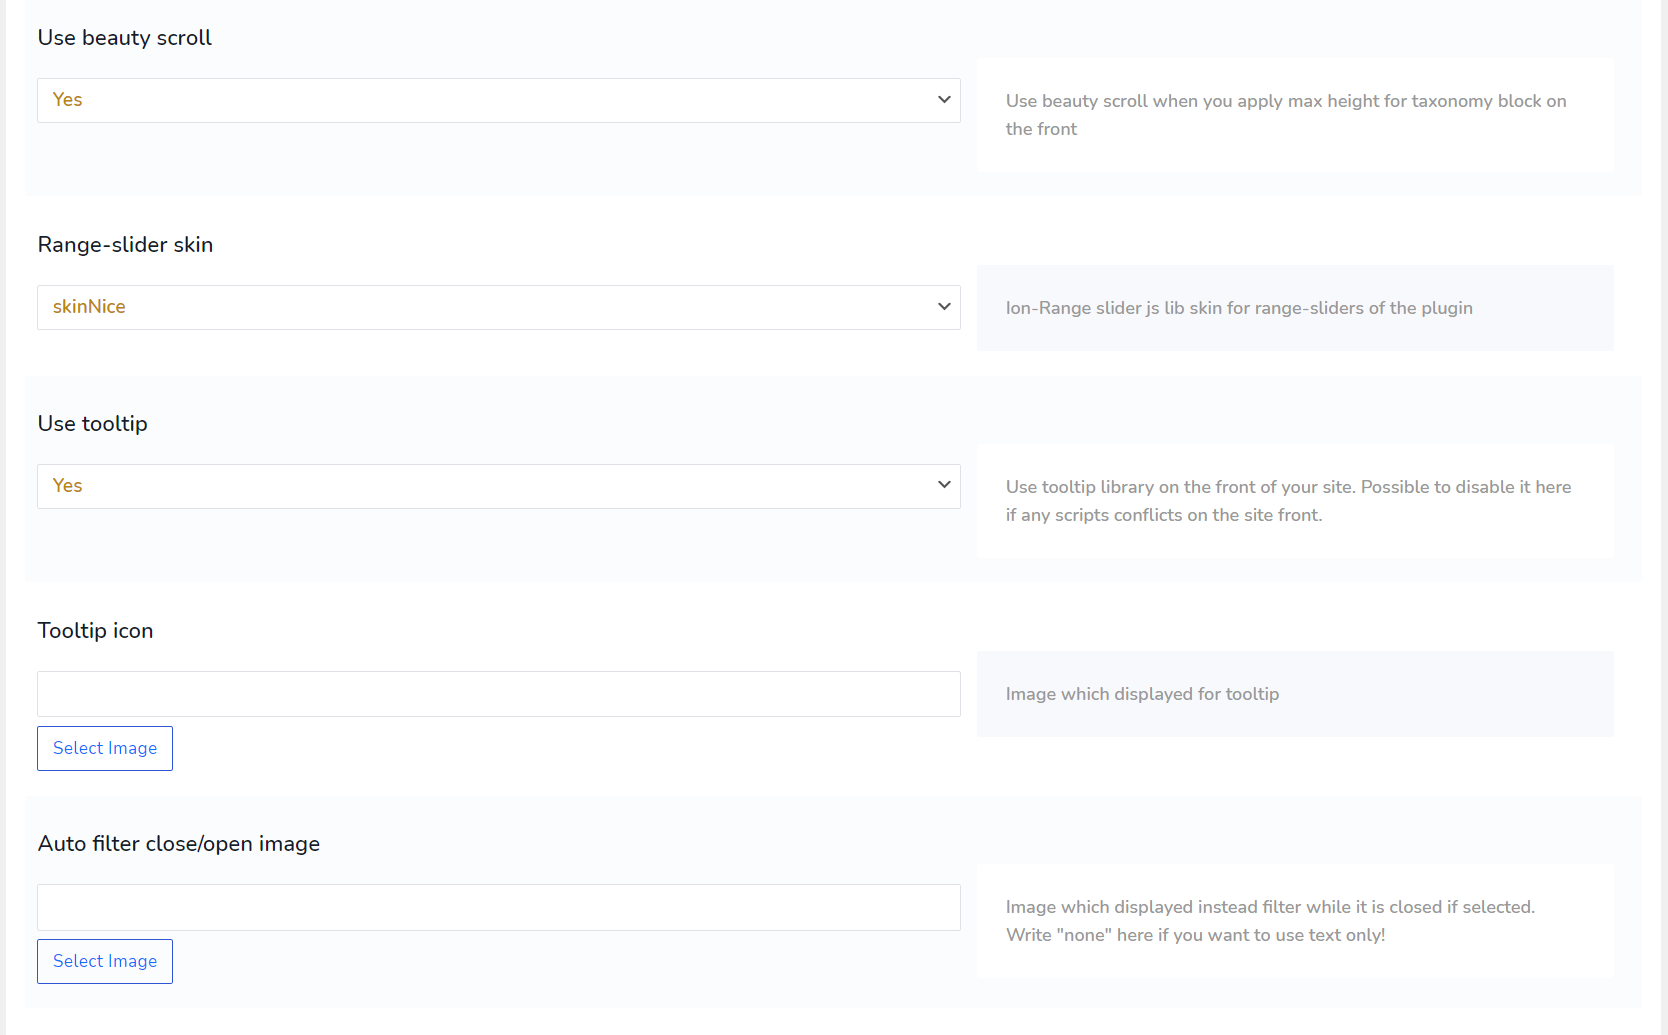 Use beauty scroll
Yes
Use beauty scroll when you apply max height for taxonomy block on
the front
Range-slider skin
skinNice
Ion-Range slider js lib skin for range-sliders of the plugin
Use tooltip
Yes
Use tooltip library on the front of your site. Possible to disable it here
if any scripts conflicts on the site front.
Tooltip icon
Image which displayed for tooltip
Select Image
Auto filter close/open image
Image which displayed instead filter while it is closed if selected.
Write "none" here if you want to use text only!
Select Image